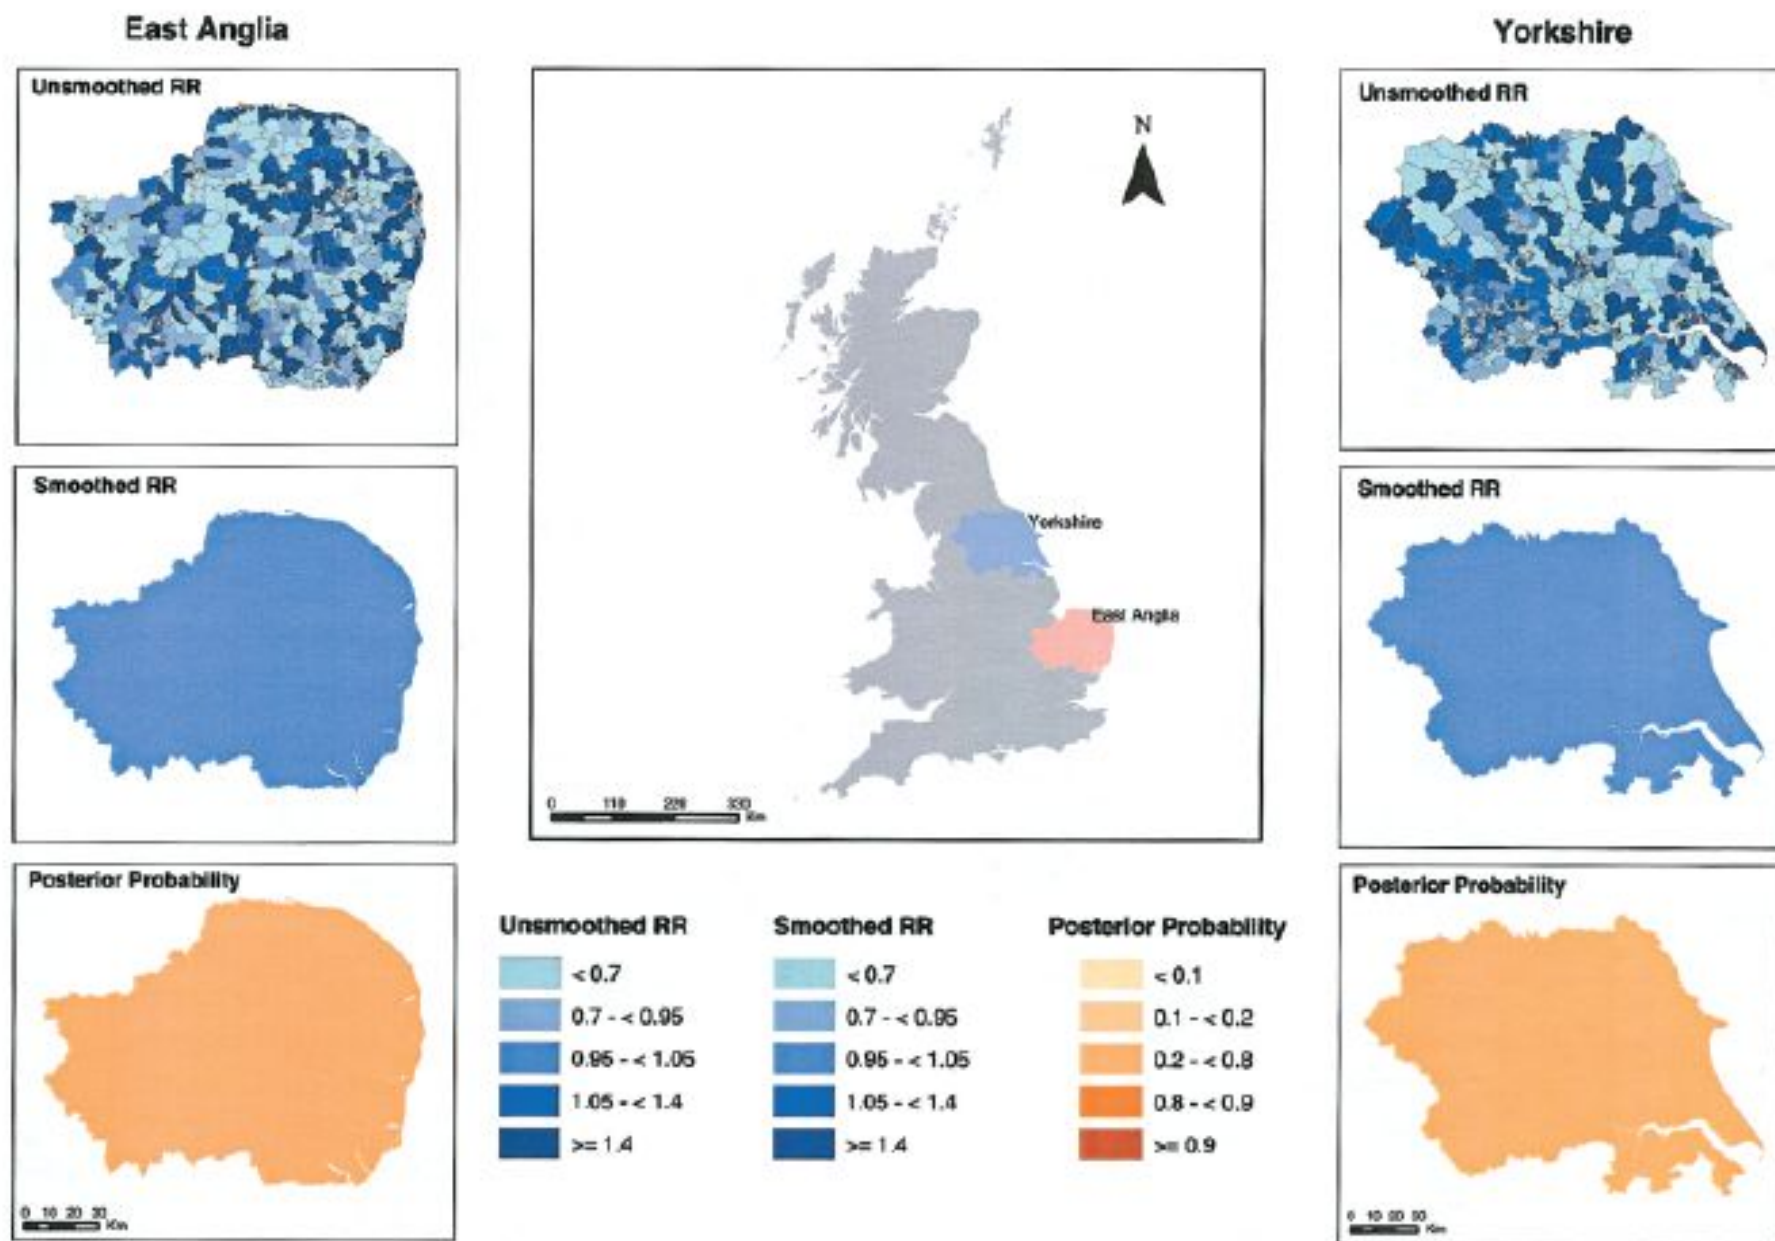 East Anglia
Yorkshire
Unsmoothed RR
Unsmoothed RR
N
Smoothed RR
Smoothed RR
Yorkshire
East Anglia
0 110 220 330
Km
Posterior Probability
Posterior Probability
Unsmoothed RR
< 0.7
0.7 - < 0.95
0.95 - < 1.05
1.05 - < 1.4
>= 1.4
Smoothed RR
< 0.7
0.7 - < 0.95
0.95 - < 1.05
1.05 - < 1.4
>= 1.4
Posterior Probability
< 0.1
0.1 - < 0.2
0.2 - < 0.8
0.8 - < 0.9
>= 0.9
0 10 20 30
Km
0 10 20 30
Km